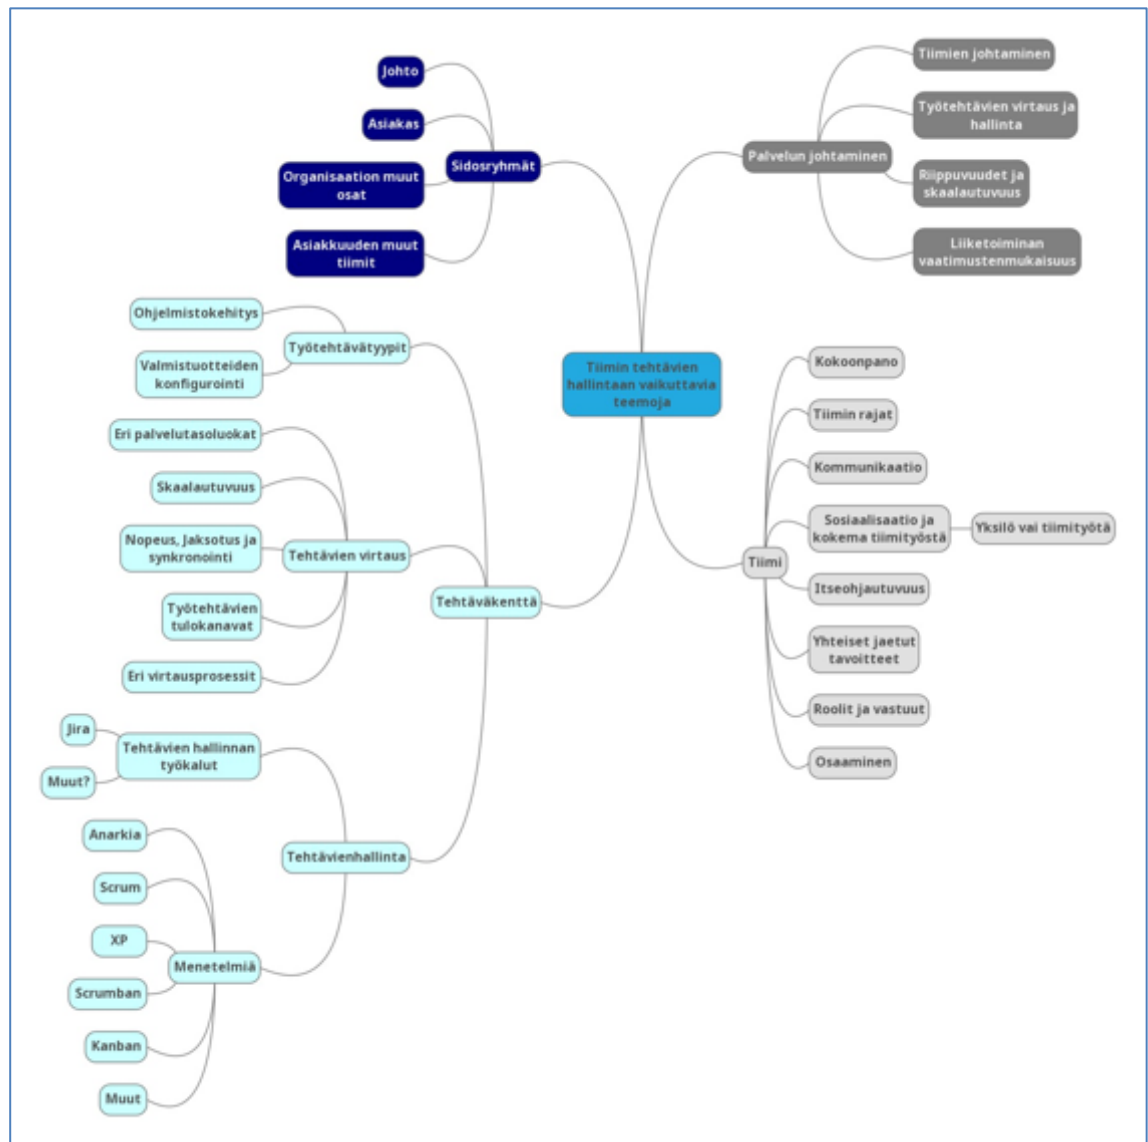 Tiimin tehtävien
hallintaan vaikuttavia
teemoja
Sidosryhmät
Johto
Asiakas
Organisaation muut
osat
Asiakkuuden muut
tiimit
Palvelun johtaminen
Tiimien johtaminen
Työtehtävien virtaus ja
hallinta
Riippuvuudet ja
skaalautuvuus
Liiketoiminan
vaatimustenmukaisuus
Tiimi
Kokoonpano
Tiimin rajat
Kommunikaatio
Sosiaalisaatio ja
kokema tiimityöstä
Yksilö vai tiimityötä
Itseohjautuvuus
Yhteiset jaetut
tavoitteet
Roolit ja vastuut
Osaaminen
Tehtäväkenttä
Työtehtävätyypit
Ohjelmistokehitys
Valmistuotteiden
konfigurointi
Tehtävien virtaus
Eri palvelutasoluokat
Skaalautuvuus
Nopeus, Jaksotus ja
synkronointi
Työtehtävien
tulokanavat
Eri virtausprosessit
Tehtävienhallinta
Tehtävien hallinnan
työkalut
Jira
Muut?
Menetelmiä
Anarkia
Scrum
XP
Scrumban
Kanban
Muut